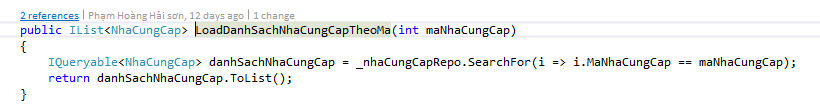 2 references | Phạm Hoàng Hải sơn, 12 days ago | 1 change
public IList<NhaCungCap> LoadDanhSachNhaCungCapTheoMa(int maNhaCungCap)
{
    IQueryable<NhaCungCap> danhSachNhaCungCap = _nhaCungCapRepo.SearchFor(i => i.MaNhaCungCap == maNhaCungCap);
    return danhSachNhaCungCap.ToList();
}